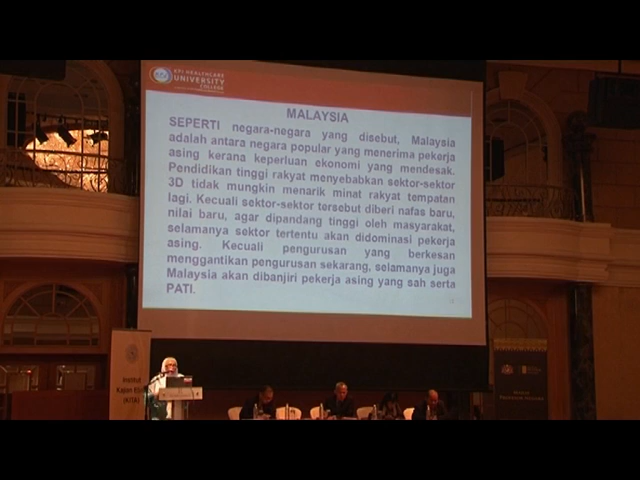 KPJ HEALTHCARE
UNIVERSITY
COLLEGE
MALAYSIA
SEPERTI negara-negara yang disebut, Malaysia
adalah antara negara popular yang menerima pekerja
asing kerana keperluan ekonomi yang mendesak.
Pendidikan tinggi rakyat menyebabkan sektor-sektor
3D tidak mungkin menarik minat rakyat tempatan
lagi. Kecuali sektor-sektor tersebut diberi nafas baru,
nilai baru, agar dipandang tinggi oleh masyarakat,
selamanya sektor tertentu akan didominasi pekerja
asing. Kecuali pengurusan yang berkesan
menggantikan pengurusan sekarang, selamanya juga
Malaysia akan dibanjiri pekerja asing yang sah serta
PATI.
Institut
Kajian